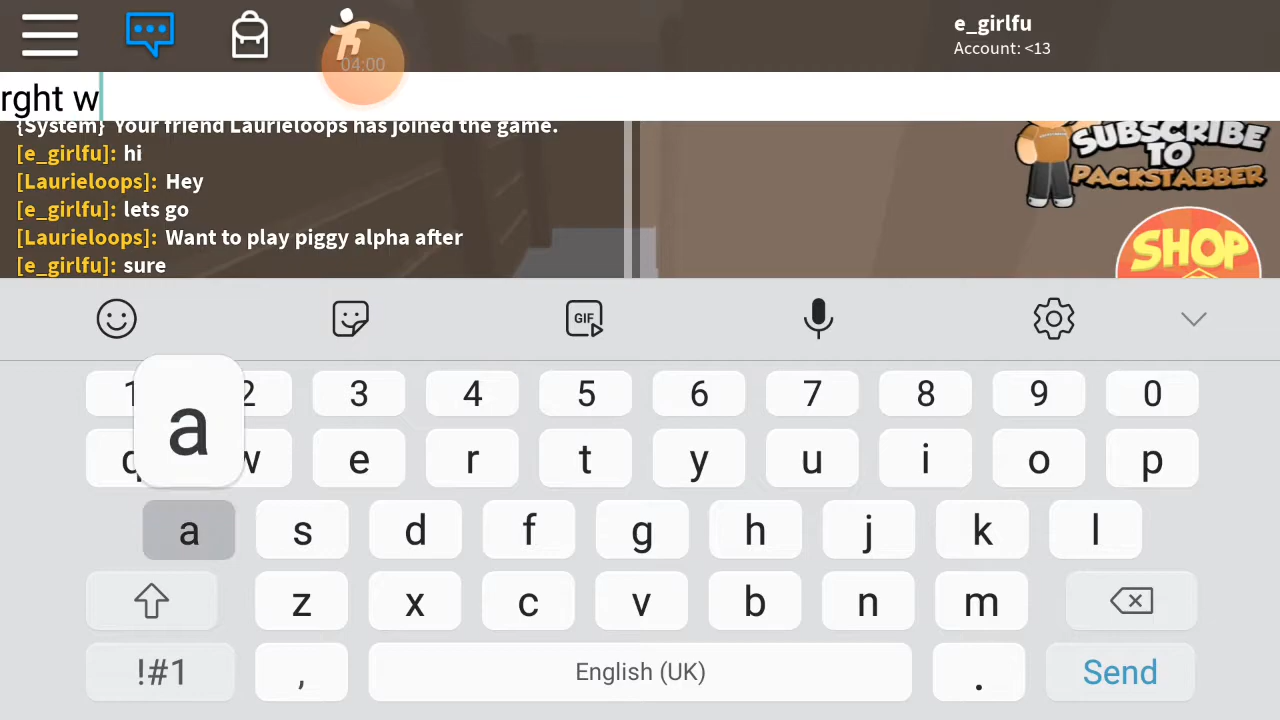 e_girlfu
Account: <13
04:00
rght w
{System} Your friend Laurieloops has joined the game.
[e_girlfu]: hi
[Laurieloops]: Hey
[e_girlfu]: lets go
[Laurieloops]: Want to play piggy alpha after
[e_girlfu]: sure
SUBSCRIBE
TO
PACKSTABBER
SHOP
GIF
1 2 3 4 5 6 7 8 9 0
a
q w e r t y u i o p
a s d f g h j k l
z x c v b n m
!#1 , English (UK) . Send